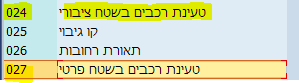 024 טעינת רכבים בשטח ציבורי
025 קו גיבוי
026 תאורת רחובות
027 טעינת רכבים בשטח פרטי